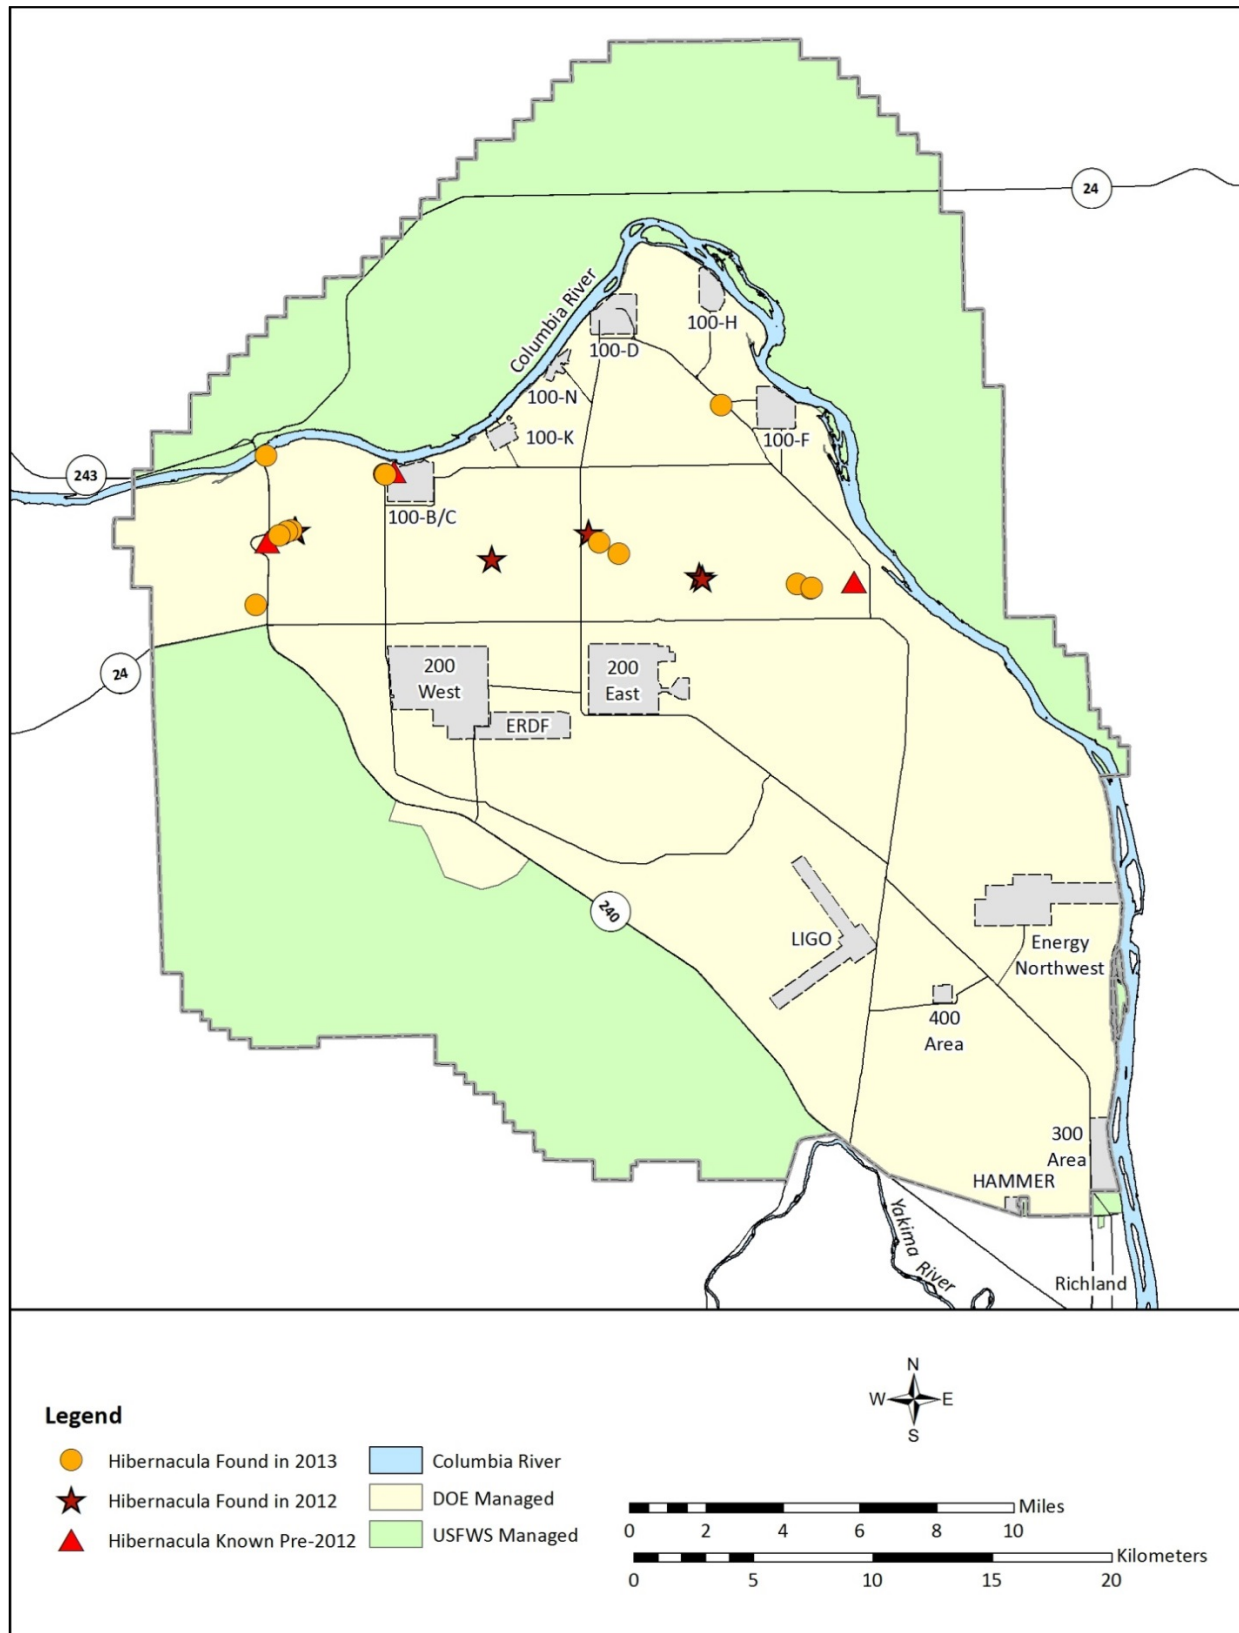 24
Columbia River
100-H
100-D
100-N
100-F
100-K
243
100-B/C
24
200
West
200
East
ERDF
240
LIGO
Energy
Northwest
400
Area
300
Area
HAMMER
Yakima River
Richland
N
W E
S
Legend
Hibernacula Found in 2013
Columbia River
Hibernacula Found in 2012
DOE Managed
Hibernacula Known Pre-2012
USFWS Managed
Miles
0 2 4 6 8 10
Kilometers
0 5 10 15 20